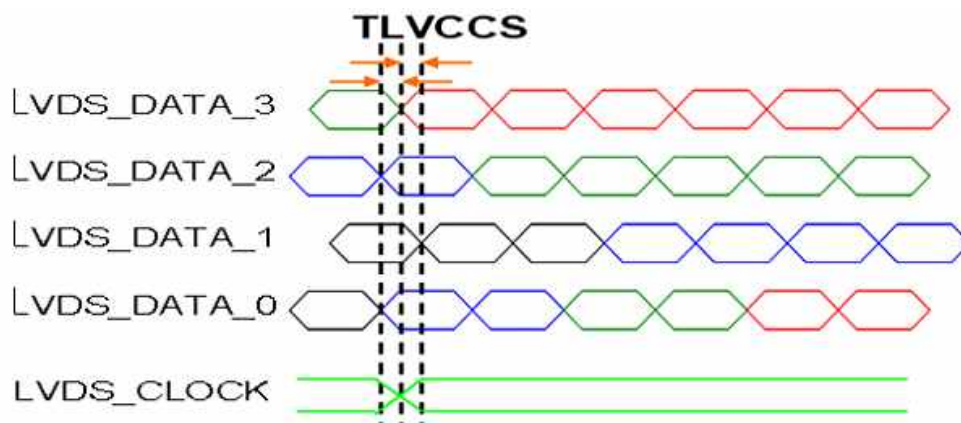 TLVCCS
LVDS_DATA_3
LVDS_DATA_2
LVDS_DATA_1
LVDS_DATA_0
LVDS_CLOCK